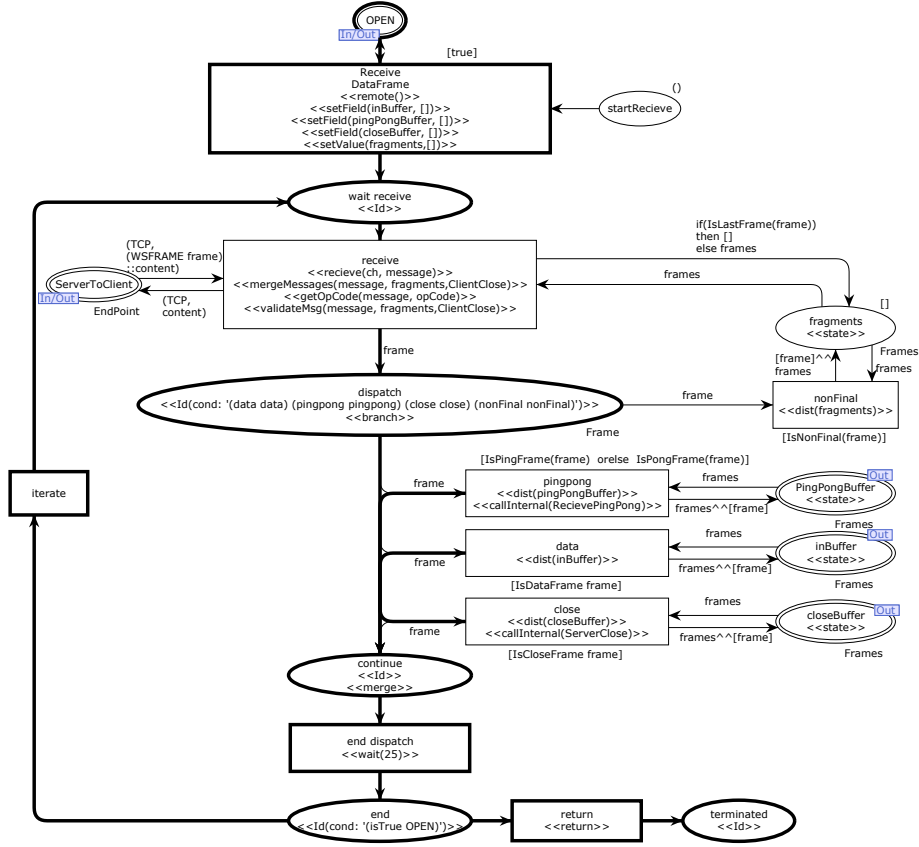 OPEN
In/Out
[true]
Receive
DataFrame
<<remote()>>
<<setField(inBuffer, [])>>
<<setField(pingPongBuffer, [])>>
<<setField(closeBuffer, [])>>
<<setValue(fragments,[])>>
()
startRecieve
wait receive
<<Id>>
(TCP,
(WSFRAME frame)
::content)
ServerToClient
In/Out
EndPoint
(TCP,
content)
receive
<<recieve(ch, message)>>
<<mergeMessages(message, fragments,ClientClose)>>
<<getOpCode(message, opCode)>>
<<validateMsg(message, fragments,ClientClose)>>
if(IsLastFrame(frame))
then []
else frames
frames
[]
fragments
<<state>>
Frames
frames
[frame]^^
frames
frame
dispatch
<<Id(cond: '(data data) (pingpong pingpong) (close close) (nonFinal nonFinal)')>>
<<branch>>
Frame
frame
nonFinal
<<dist(fragments)>>
[IsNonFinal(frame)]
iterate
[IsPingFrame(frame) orelse IsPongFrame(frame)]
frame
pingpong
<<dist(pingPongBuffer)>>
<<callInternal(RecievePingPong)>>
frames
frames^^[frame]
Out
PingPongBuffer
<<state>>
Frames
frame
data
<<dist(inBuffer)>>
[IsDataFrame frame]
frames
frames^^[frame]
Out
inBuffer
<<state>>
Frames
frame
close
<<dist(closeBuffer)>>
<<callInternal(ServerClose)>>
[IsCloseFrame frame]
frames
frames^^[frame]
Out
closeBuffer
<<state>>
Frames
continue
<<Id>>
<<merge>>
end dispatch
<<wait(25)>>
end
<<Id(cond: '(isTrue OPEN)')>>
return
<<return>>
terminated
<<Id>>